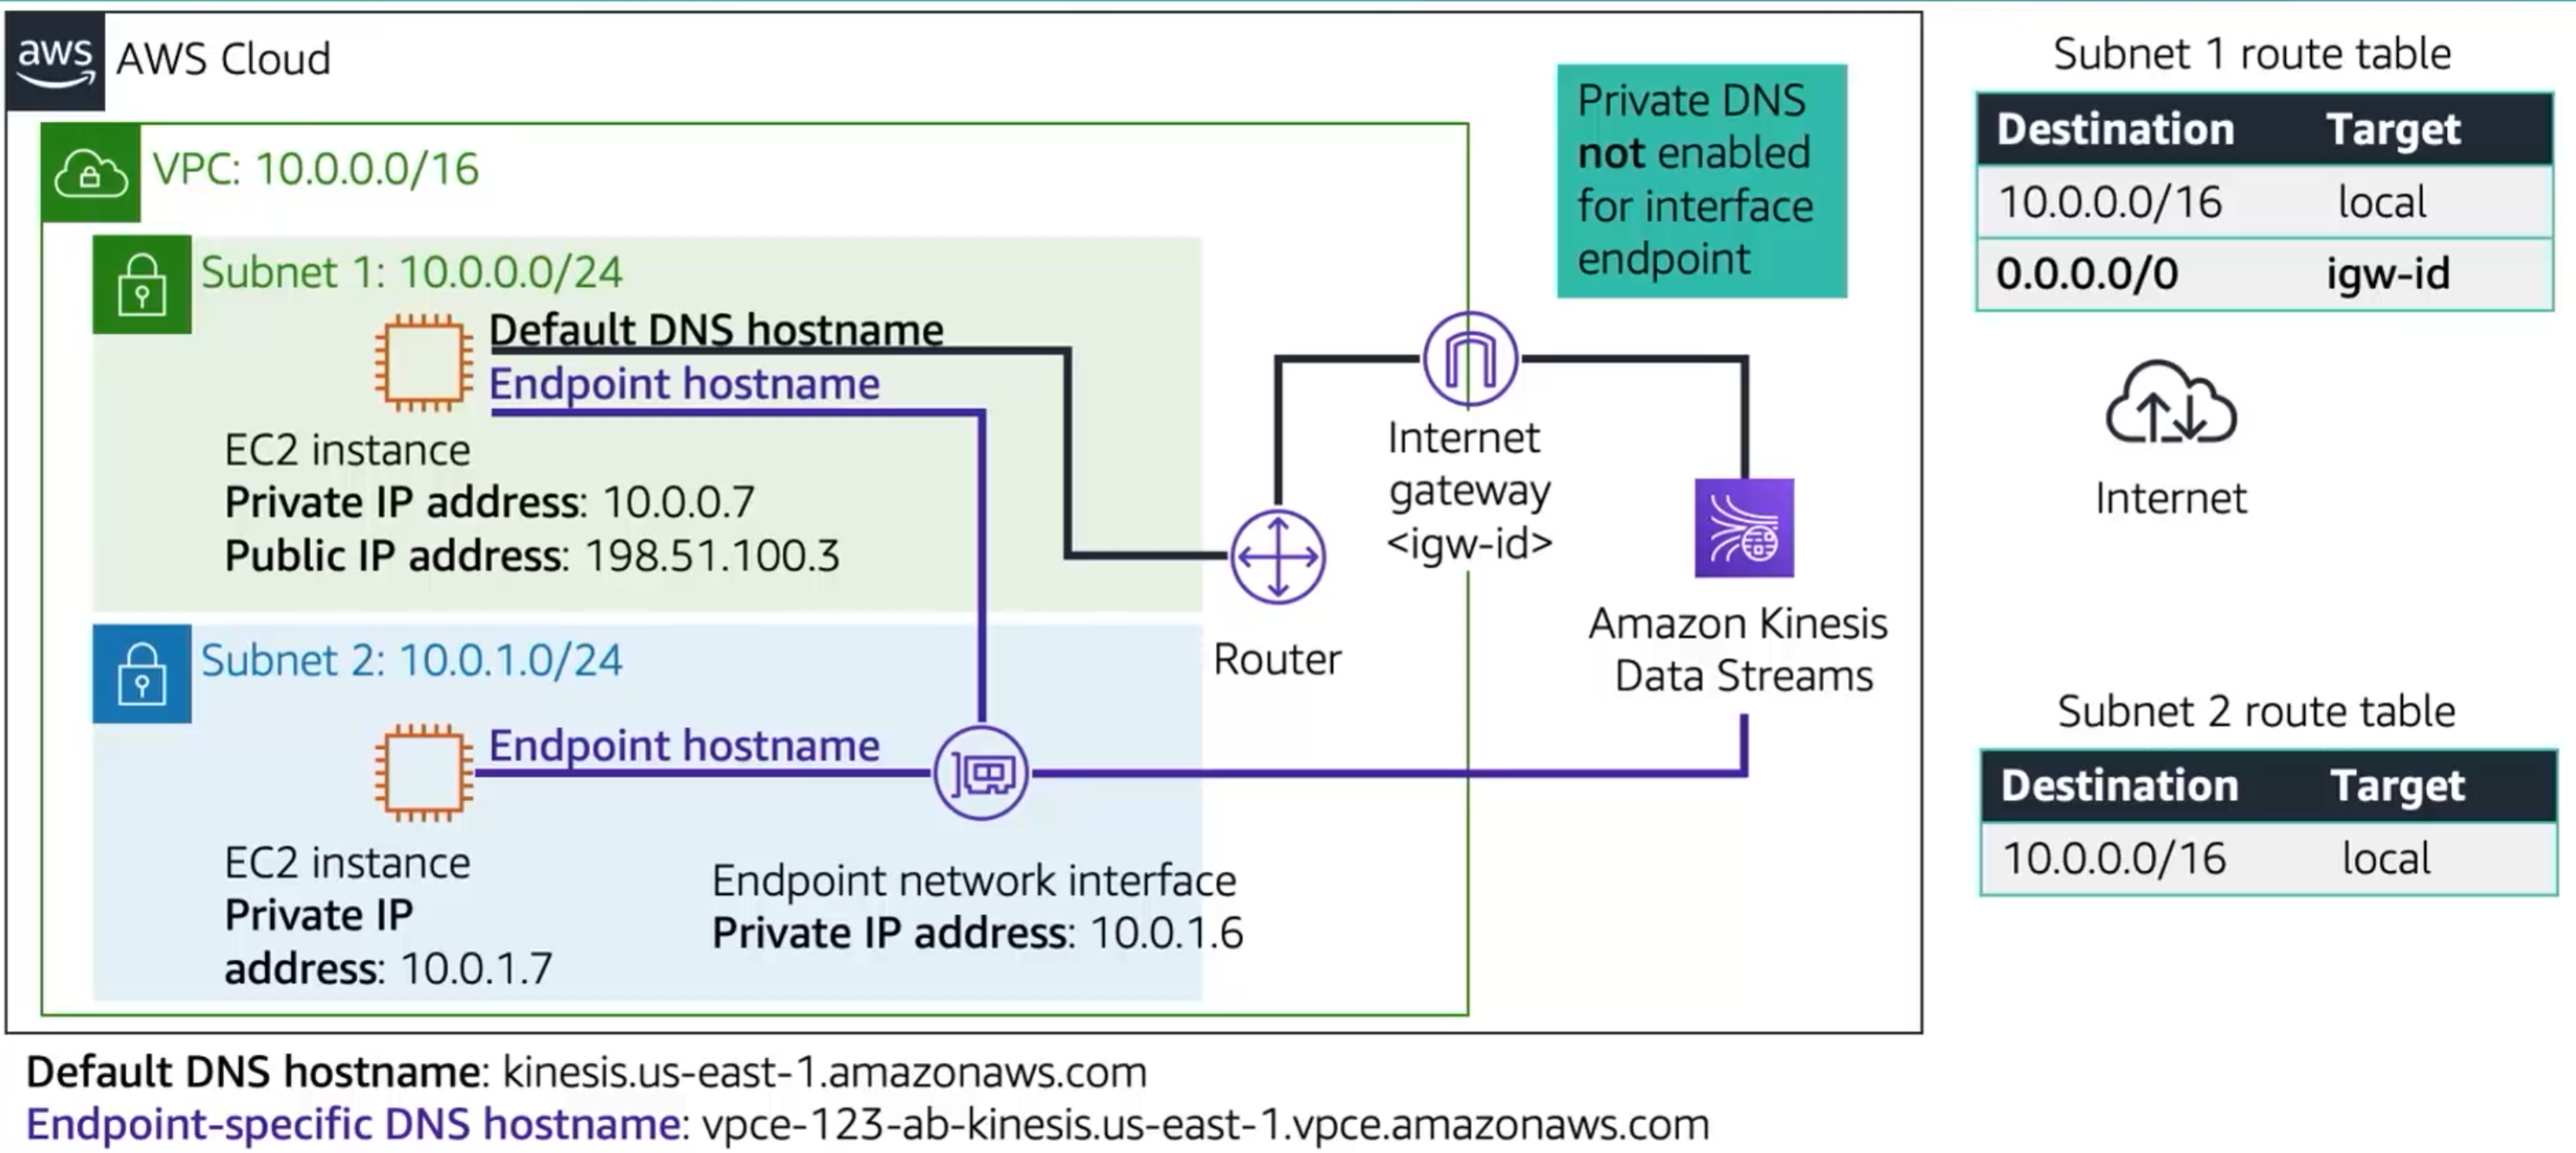 aws AWS Cloud
VPC: 10.0.0.0/16
Subnet 1: 10.0.0.0/24
Default DNS hostname
Endpoint hostname
EC2 instance
Private IP address: 10.0.0.7
Public IP address: 198.51.100.3
Subnet 2: 10.0.1.0/24
Endpoint hostname
EC2 instance
Private IP
address: 10.0.1.7
Endpoint network interface
Private IP address: 10.0.1.6
Router
Internet
gateway
<igw-id>
Private DNS
not enabled
for interface
endpoint
Amazon Kinesis
Data Streams
Subnet 1 route table
Destination Target
10.0.0.0/16 local
0.0.0.0/0 igw-id
Internet
Subnet 2 route table
Destination Target
10.0.0.0/16 local
Default DNS hostname: kinesis.us-east-1.amazonaws.com
Endpoint-specific DNS hostname: vpce-123-ab-kinesis.us-east-1.vpce.amazonaws.com